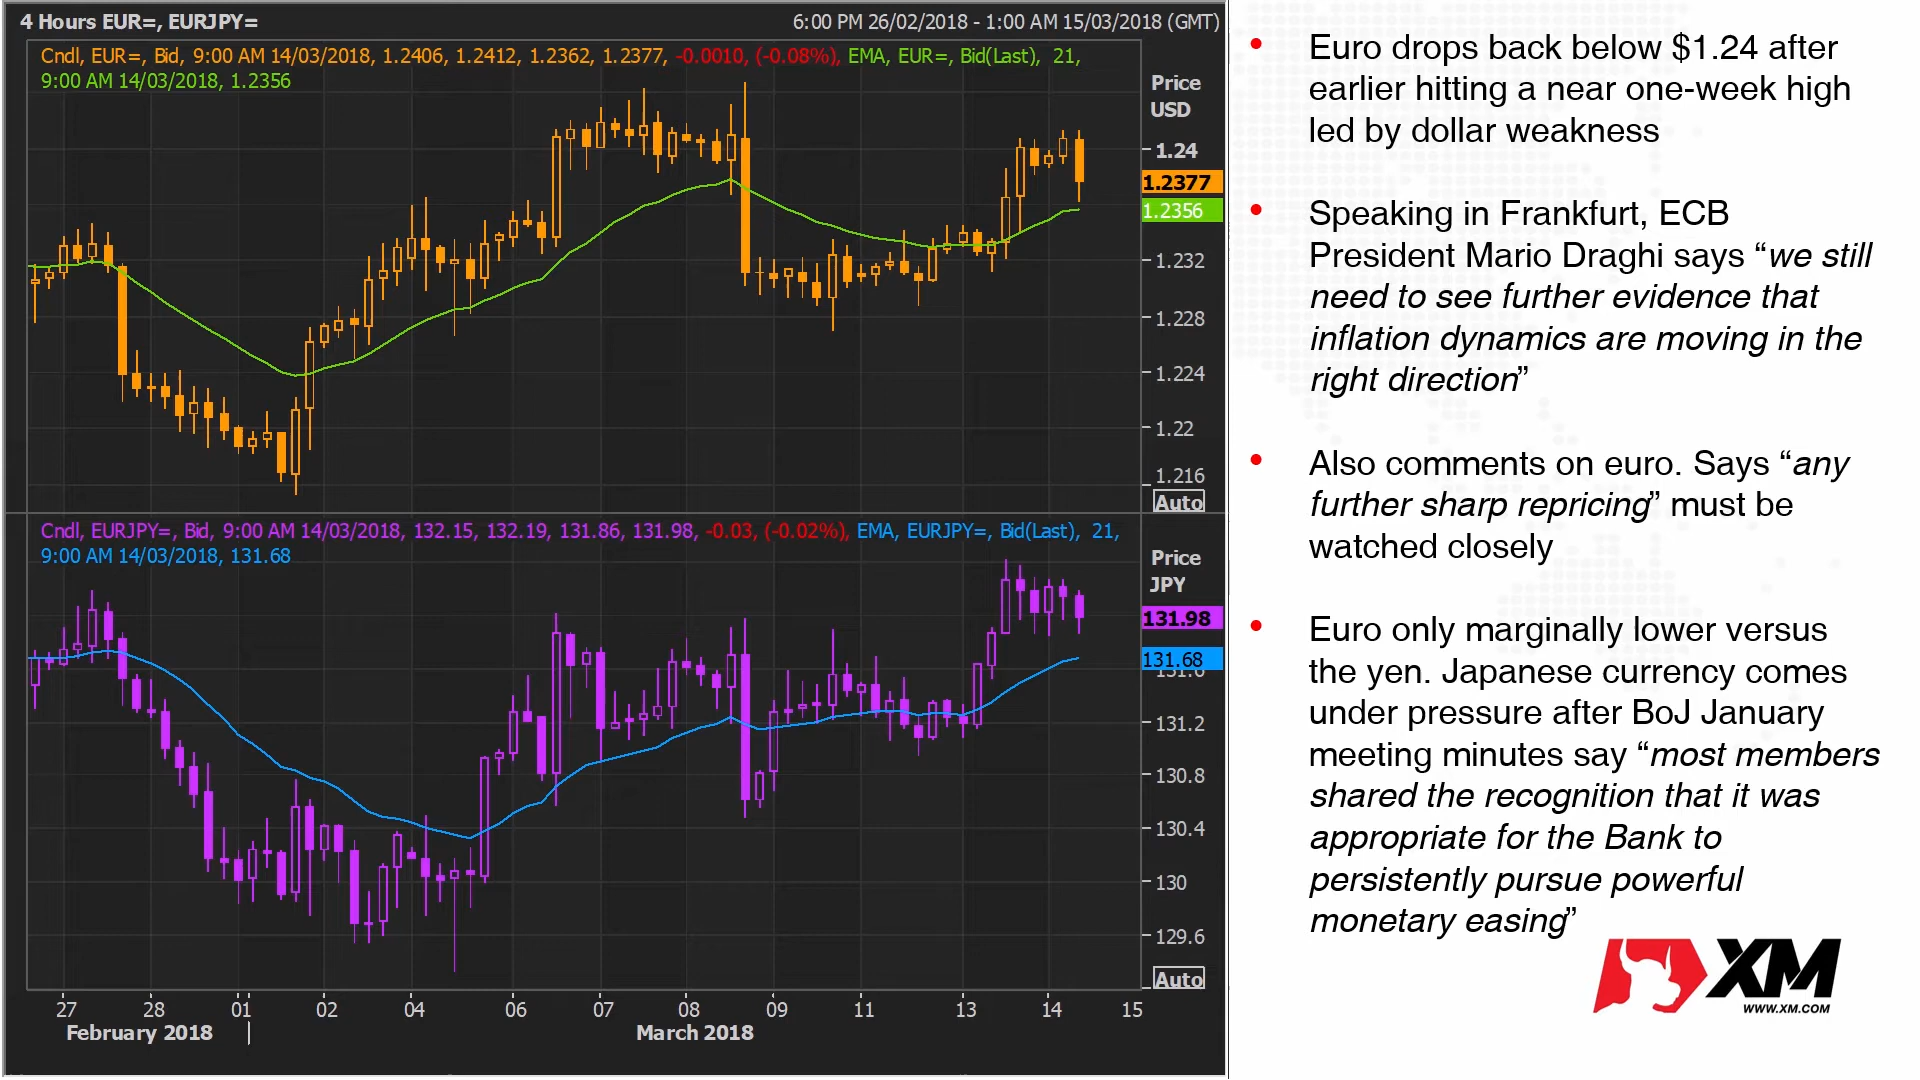 4 Hours EUR=, EURJPY=
6:00 PM 26/02/2018 - 1:00 AM 15/03/2018 (GMT)
Cndl, EUR=, Bid, 9:00 AM 14/03/2018, 1.2406, 1.2412, 1.2362, 1.2377, -0.0010, (-0.08%), EMA, EUR=, Bid(Last), 21,
9:00 AM 14/03/2018, 1.2356
Price
USD
1.24
1.2377
1.2356
1.232
1.228
1.224
1.22
1.216
Auto
Cndl, EURJPY=, Bid, 9:00 AM 14/03/2018, 132.15, 132.19, 131.86, 131.98, -0.03, (-0.02%), EMA, EURJPY=, Bid(Last), 21,
9:00 AM 14/03/2018, 131.68
Price
JPY
131.98
131.68
131.6
131.2
130.8
130.4
130
129.6
Auto
27 28 01 02 04 06 07 08 09 11 13 14 15
February 2018 March 2018
• Euro drops back below $1.24 after
earlier hitting a near one-week high
led by dollar weakness
• Speaking in Frankfurt, ECB
President Mario Draghi says “we still
need to see further evidence that
inflation dynamics are moving in the
right direction”
• Also comments on euro. Says “any
further sharp repricing” must be
watched closely
• Euro only marginally lower versus
the yen. Japanese currency comes
under pressure after BoJ January
meeting minutes say “most members
shared the recognition that it was
appropriate for the Bank to
persistently pursue powerful
monetary easing”
XM
WWW.XM.COM